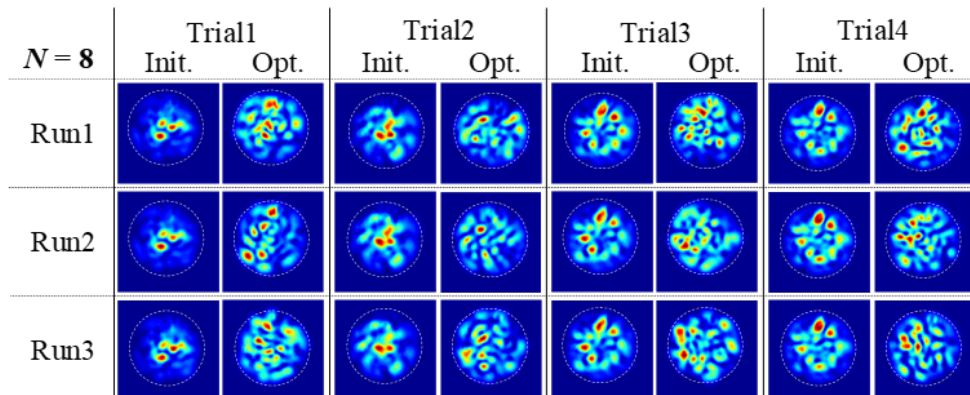 Trial1 Trial2 Trial3 Trial4
N = 8 Init. Opt. Init. Opt. Init. Opt. Init. Opt.
Run1
Run2
Run3